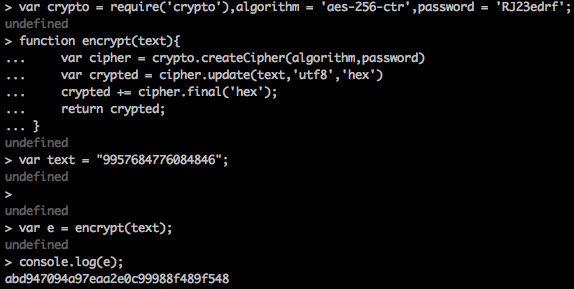 > var crypto = require('crypto'),algorithm = 'aes-256-ctr',password = 'RJ23edrf';
undefined
> function encrypt(text){
...     var cipher = crypto.createCipher(algorithm,password)
...     var crypted = cipher.update(text,'utf8','hex')
...     crypted += cipher.final('hex');
...     return crypted;
... }
undefined
> var text = "9957684776084846";
undefined
>
undefined
> var e = encrypt(text);
undefined
> console.log(e);
abd947094a97eaa2e0c99988f489f548